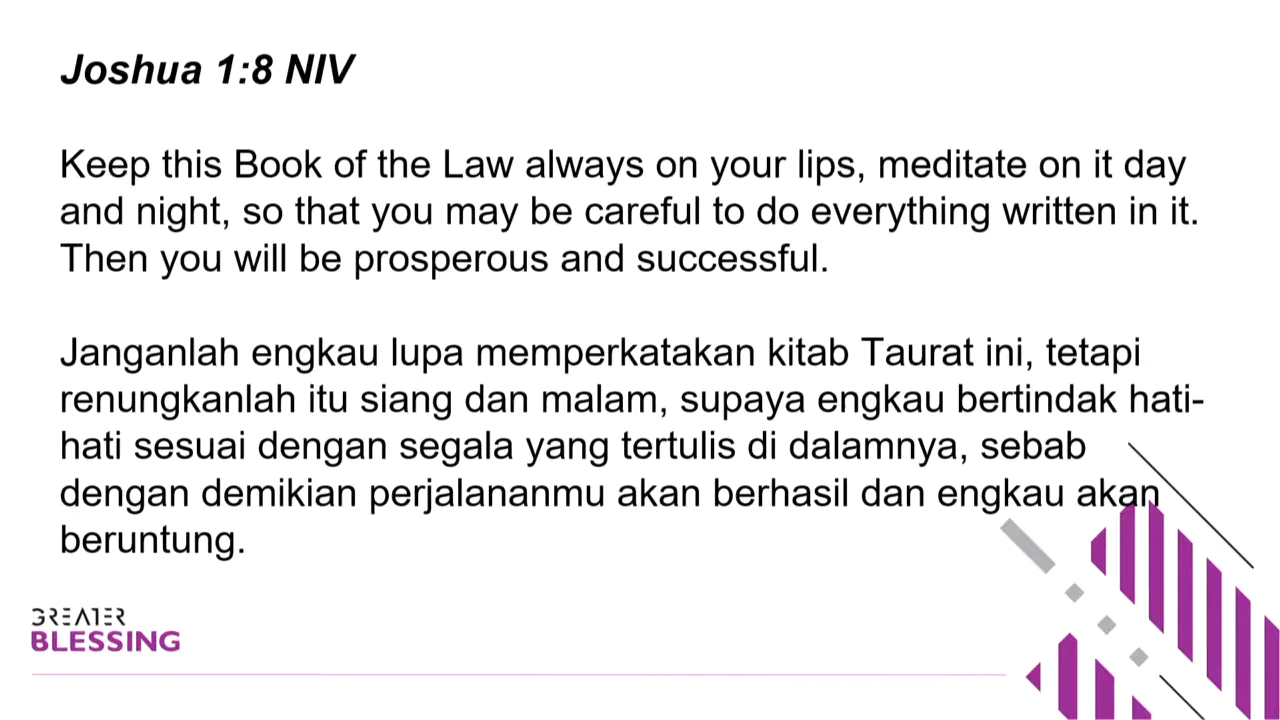 Joshua 1:8 NIV
Keep this Book of the Law always on your lips, meditate on it day
and night, so that you may be careful to do everything written in it.
Then you will be prosperous and successful.
Janganlah engkau lupa memperkatakan kitab Taurat ini, tetapi
renungkanlah itu siang dan malam, supaya engkau bertindak hati-
hati sesuai dengan segala yang tertulis di dalamnya, sebab
dengan demikian perjalananmu akan berhasil dan engkau akan
beruntung.
GREATER
BLESSING